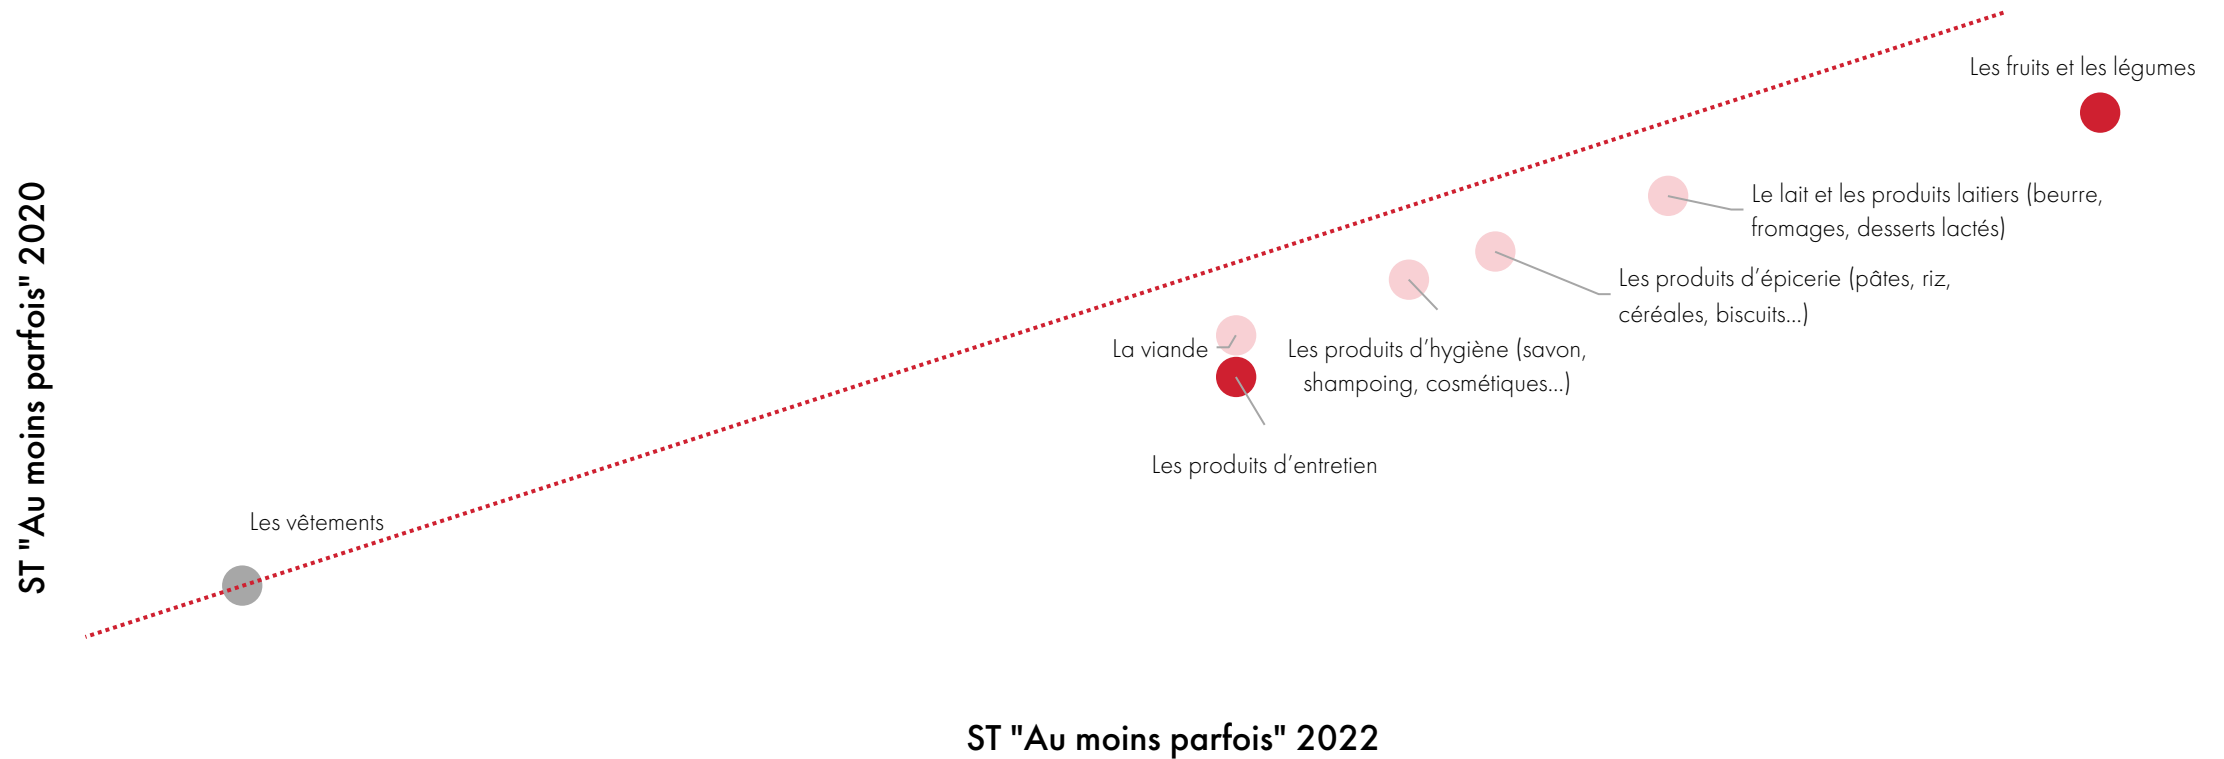 Les fruits et les légumes
Le lait et les produits laitiers (beurre,
fromages, desserts lactés)
Les produits d’épicerie (pâtes, riz,
céréales, biscuits...)
La viande
Les produits d’hygiène (savon,
shampoing, cosmétiques...)
Les produits d’entretien
Les vêtements
ST "Au moins parfois" 2020
ST "Au moins parfois" 2022